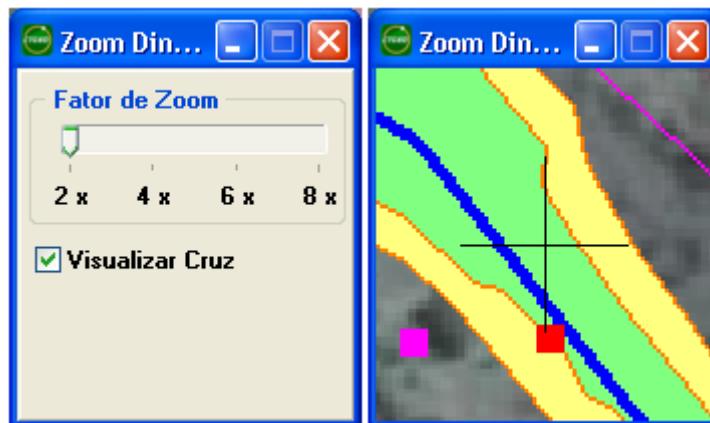 Zoom Din...
Zoom Din...
Fator de Zoom
2 x 4 x 6 x 8 x
Visualizar Cruz